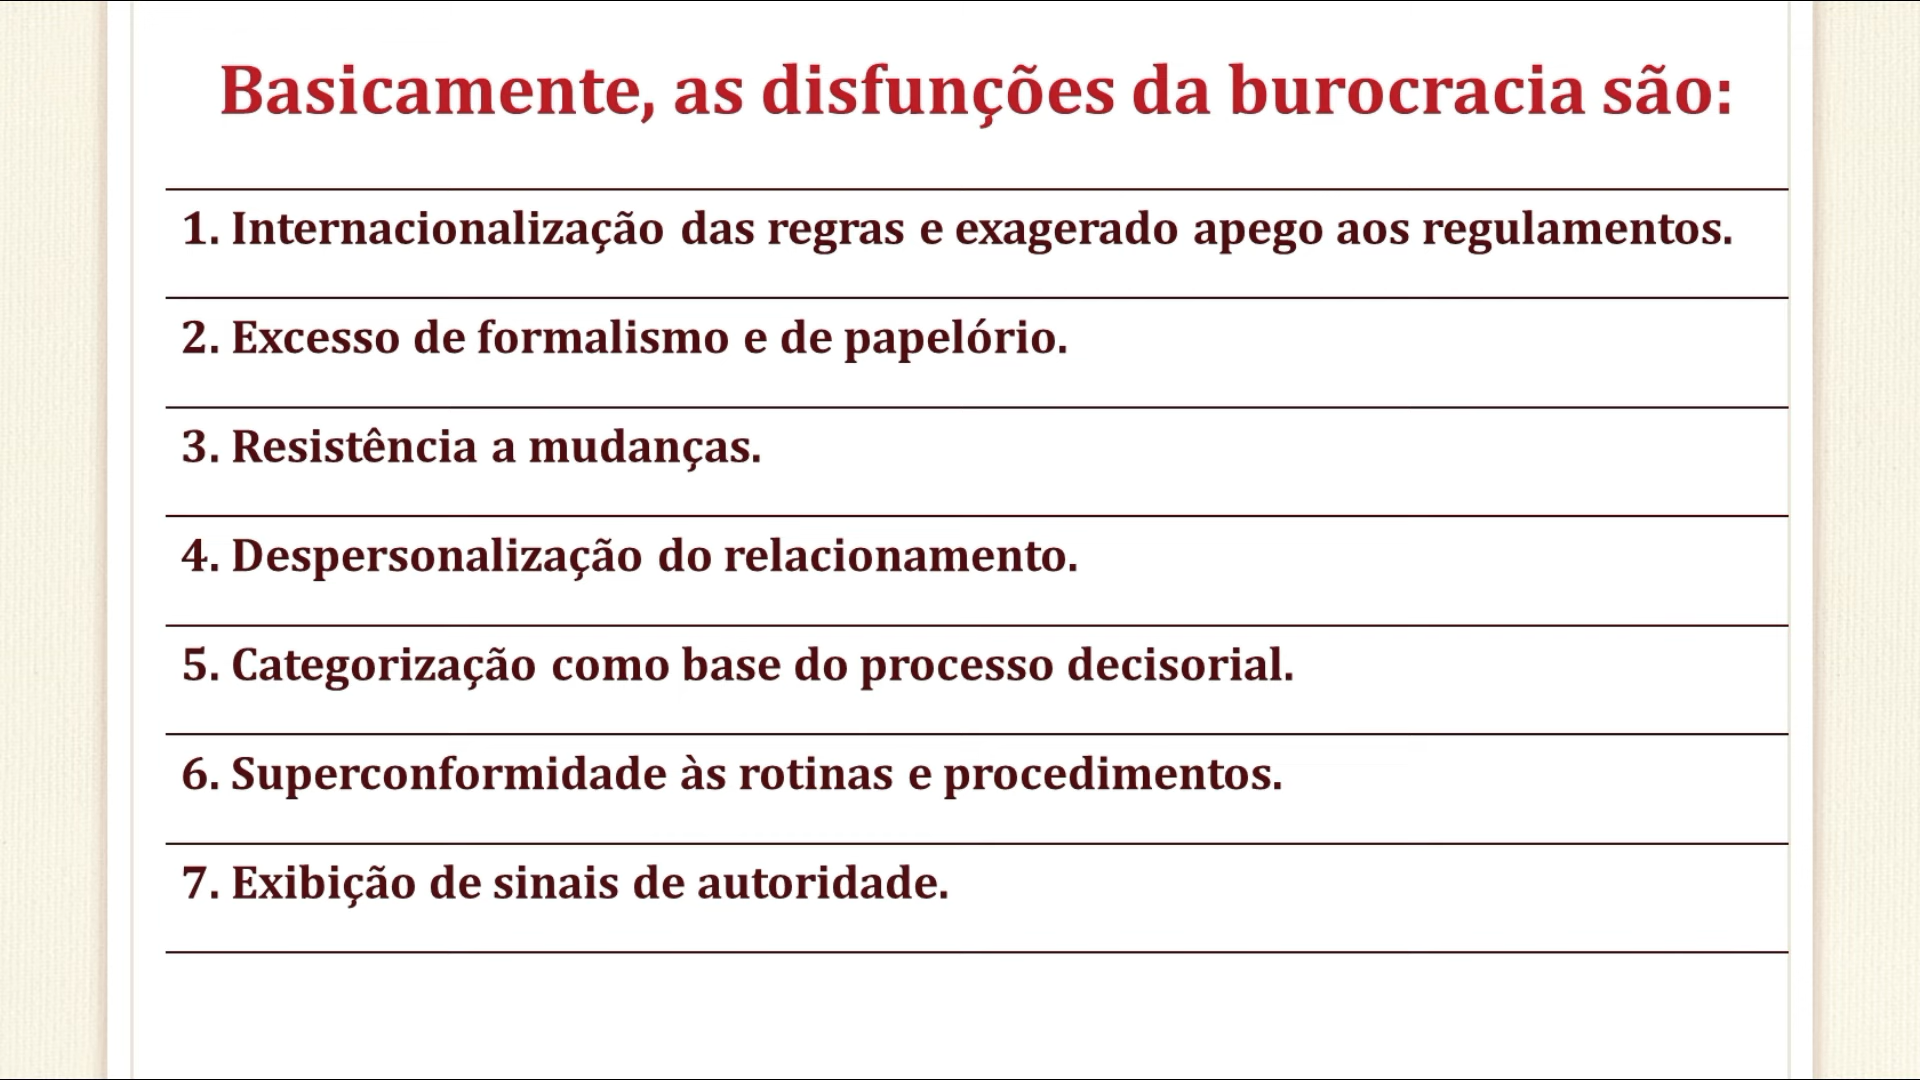 Basicamente, as disfunções da burocracia são:
1. Internacionalização das regras e exagerado apego aos regulamentos.
2. Excesso de formalismo e de papelório.
3. Resistência a mudanças.
4. Despersonalização do relacionamento.
5. Categorização como base do processo decisorial.
6. Superconformidade às rotinas e procedimentos.
7. Exibição de sinais de autoridade.